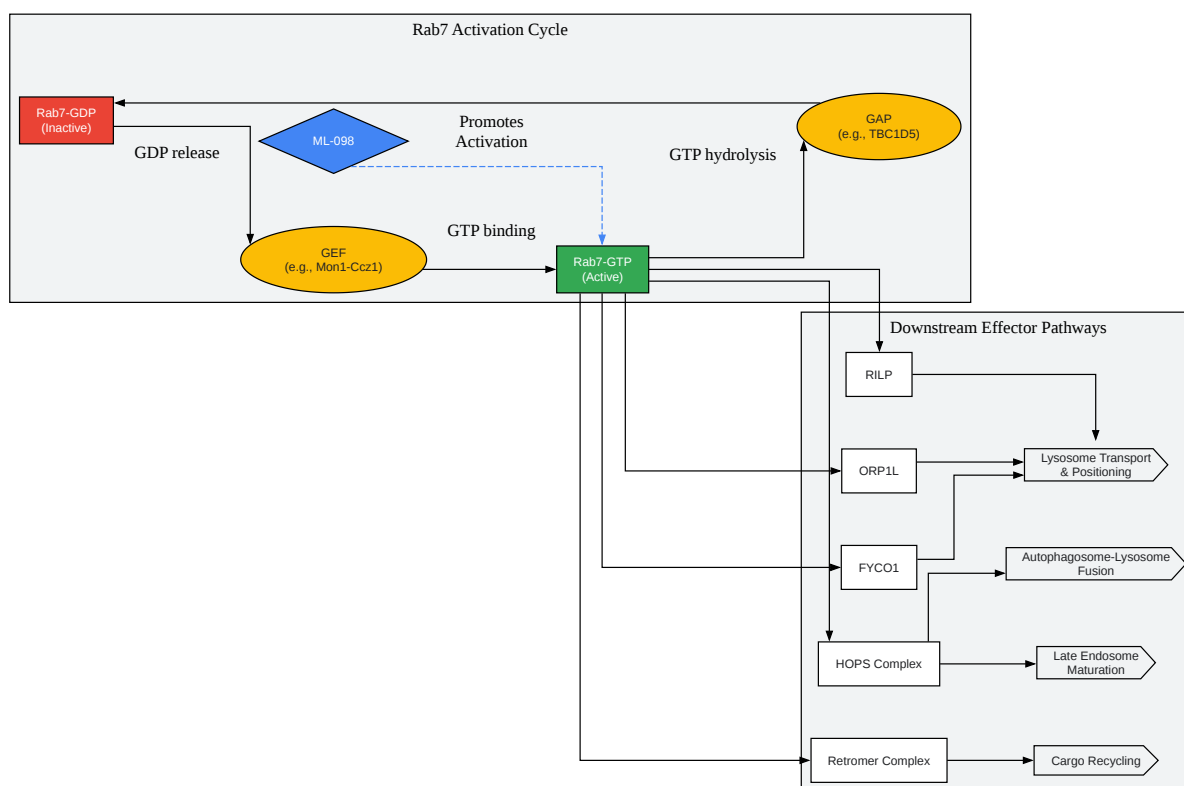 Rab7 Activation Cycle
Rab7-GDP
(Inactive)
GDP release
ML-098
Promotes
Activation
GTP hydrolysis
GAP
(e.g., TBC1D5)
GEF
(e.g., Mon1-Ccz1)
GTP binding
Rab7-GTP
(Active)
Downstream Effector Pathways
RILP
ORP1L
Lysosome Transport
& Positioning
FYCO1
Autophagosome-Lysosome
Fusion
HOPS Complex
Late Endosome
Maturation
Retromer Complex
Cargo Recycling